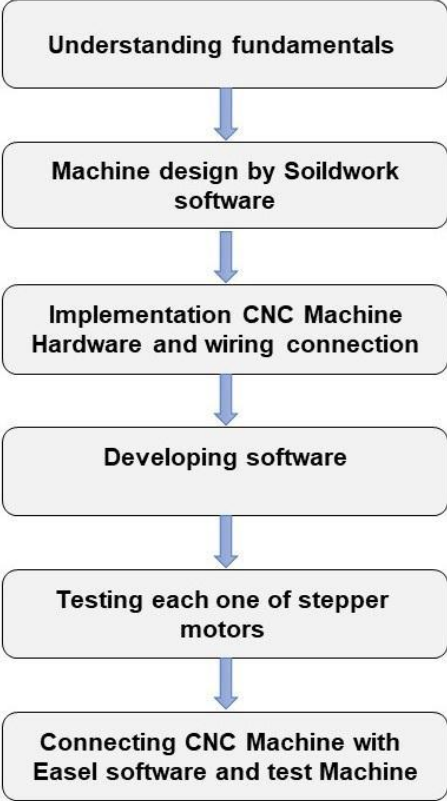 Understanding fundamentals
Machine design by Soildwork
software
Implementation CNC Machine
Hardware and wiring connection
Developing software
Testing each one of stepper
motors
Connecting CNC Machine with
Easel software and test Machine